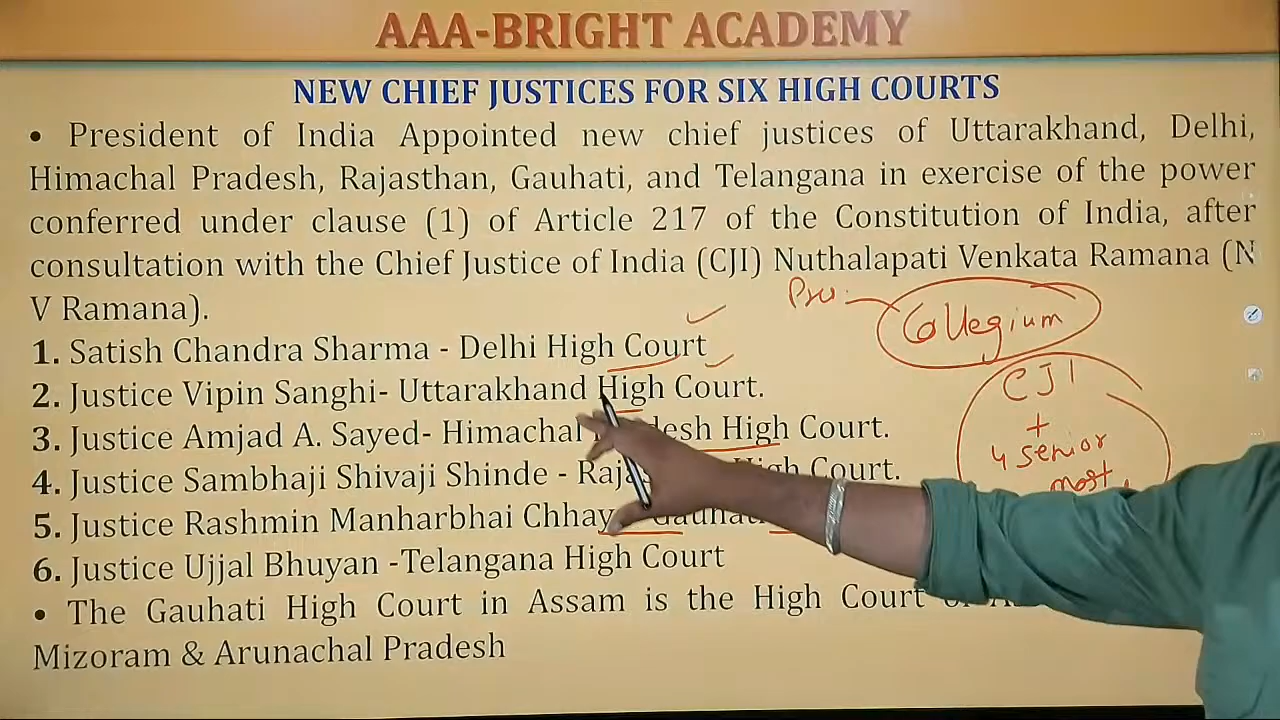 AAA-BRIGHT ACADEMY
NEW CHIEF JUSTICES FOR SIX HIGH COURTS
• President of India Appointed new chief justices of Uttarakhand, Delhi,
Himachal Pradesh, Rajasthan, Gauhati, and Telangana in exercise of the power
conferred under clause (1) of Article 217 of the Constitution of India, after
consultation with the Chief Justice of India (CJI) Nuthalapati Venkata Ramana (N
V Ramana).
1. Satish Chandra Sharma - Delhi High Court
2. Justice Vipin Sanghi- Uttarakhand High Court.
3. Justice Amjad A. Sayed- Himachal High Court.
4. Justice Sambhaji Shivaji Shinde - High Court.
5. Justice Rashmin Manharbhai
6. Justice Ujjal Bhuyan -Telangana High Court
• The Gauhati High Court in Assam is the High Court
Mizoram & Arunachal Pradesh
Collegium
CJI
+
4 senior
most